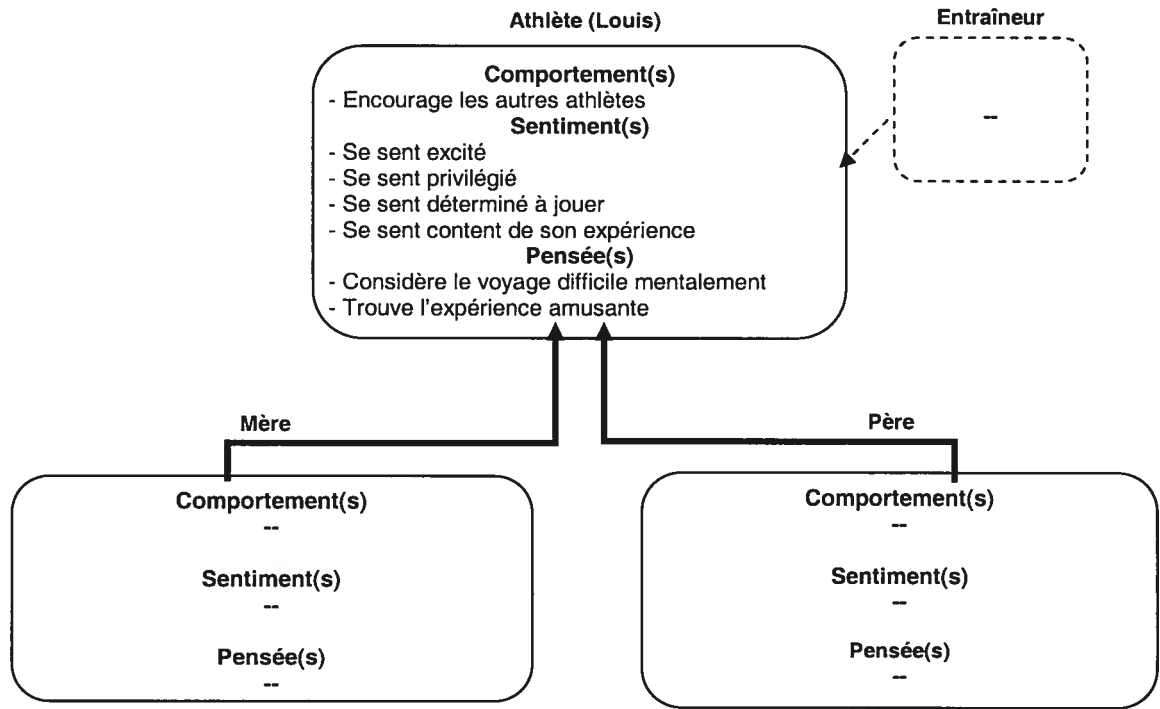 Athlète (Louis)
Entraîneur
Comportement(s)
- Encourage les autres athlètes
Sentiment(s)
- Se sent excité
- Se sent privilégié
- Se sent déterminé à jouer
- Se sent content de son expérience
Pensée(s)
- Considère le voyage difficile mentalement
- Trouve l'expérience amusante
--
Mère
Comportement(s)
--
Sentiment(s)
--
Pensée(s)
--
Père
Comportement(s)
--
Sentiment(s)
--
Pensée(s)
--